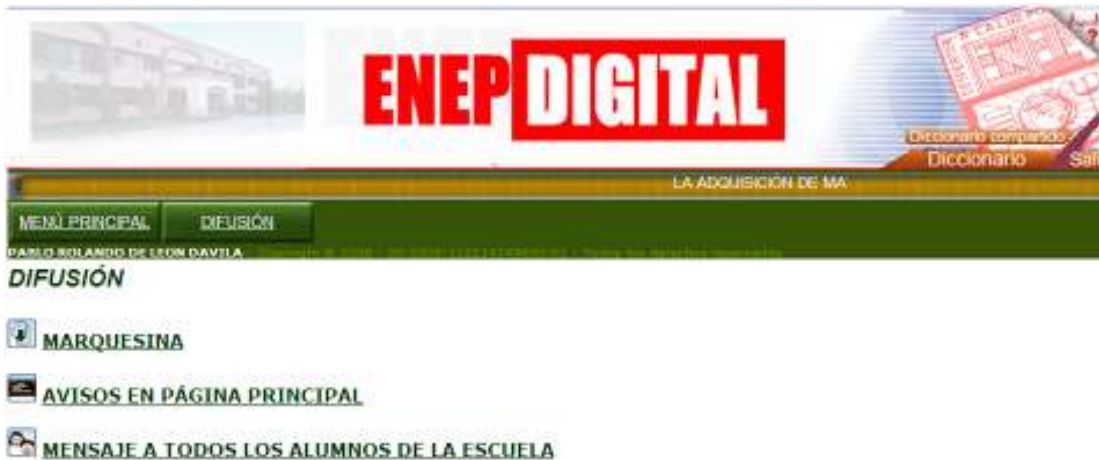 ENEP DIGITAL
Diccionario compartido
Diccionario
LA ADQUISICIÓN DE MA
MENÚ PRINCIPAL
DIFUSIÓN
PABLO ROLANDO DE LEON DAVILA
DIFUSIÓN
MARQUESINA
AVISOS EN PÁGINA PRINCIPAL
MENSAJE A TODOS LOS ALUMNOS DE LA ESCUELA